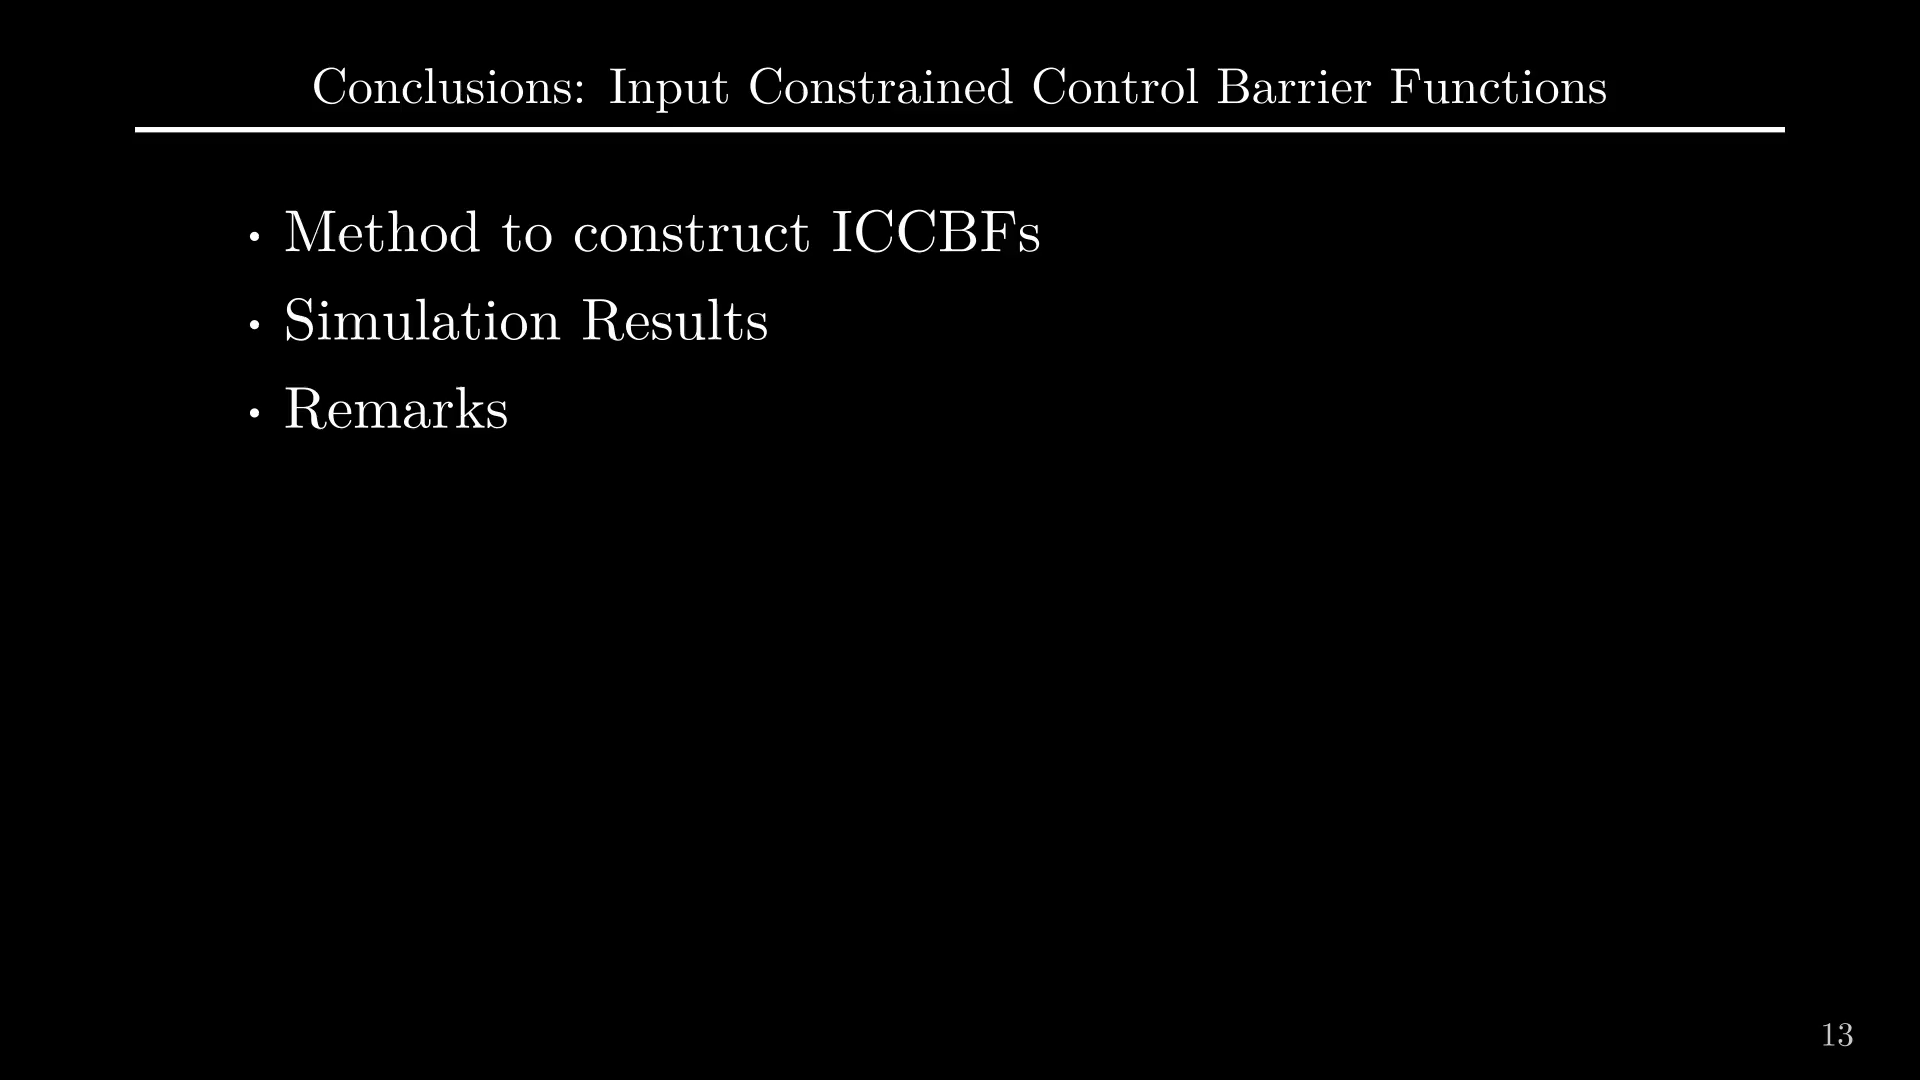 Conclusions: Input Constrained Control Barrier Functions
• Method to construct ICCBFs
• Simulation Results
• Remarks
13